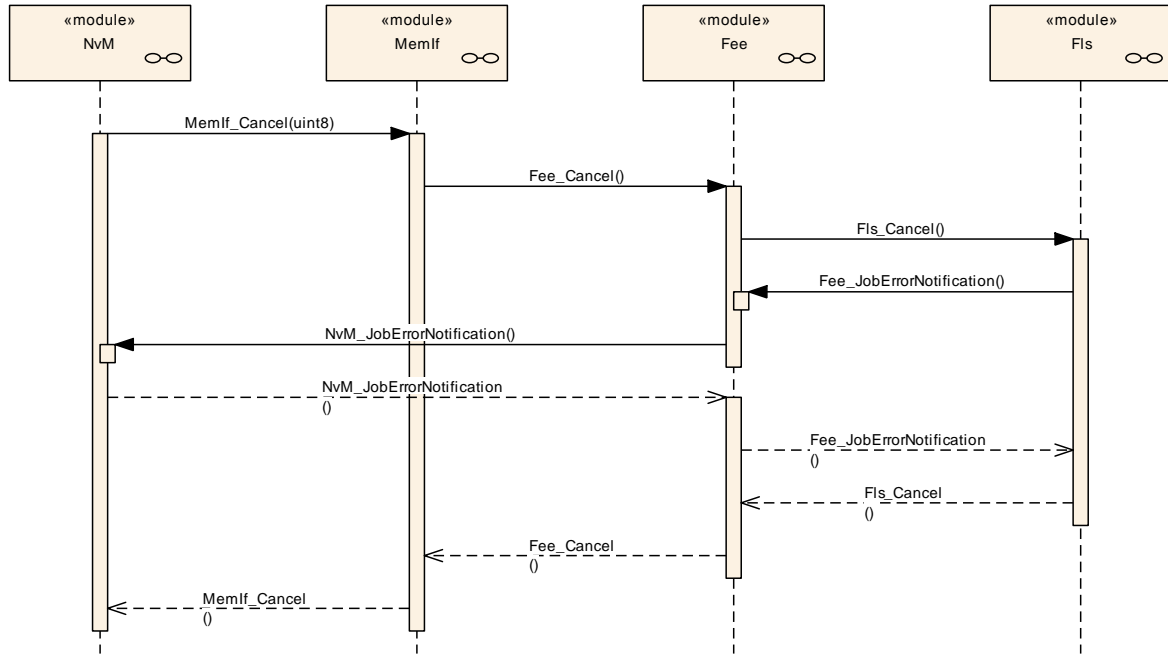 «module»
NvM
«module»
MemIf
«module»
Fee
«module»
Fls
MemIf_Cancel(uint8)
Fee_Cancel()
Fls_Cancel()
Fee_JobErrorNotification()
NvM_JobErrorNotification()
NvM_JobErrorNotification
()
Fee_JobErrorNotification
()
Fls_Cancel
()
Fee_Cancel
()
MemIf_Cancel
()